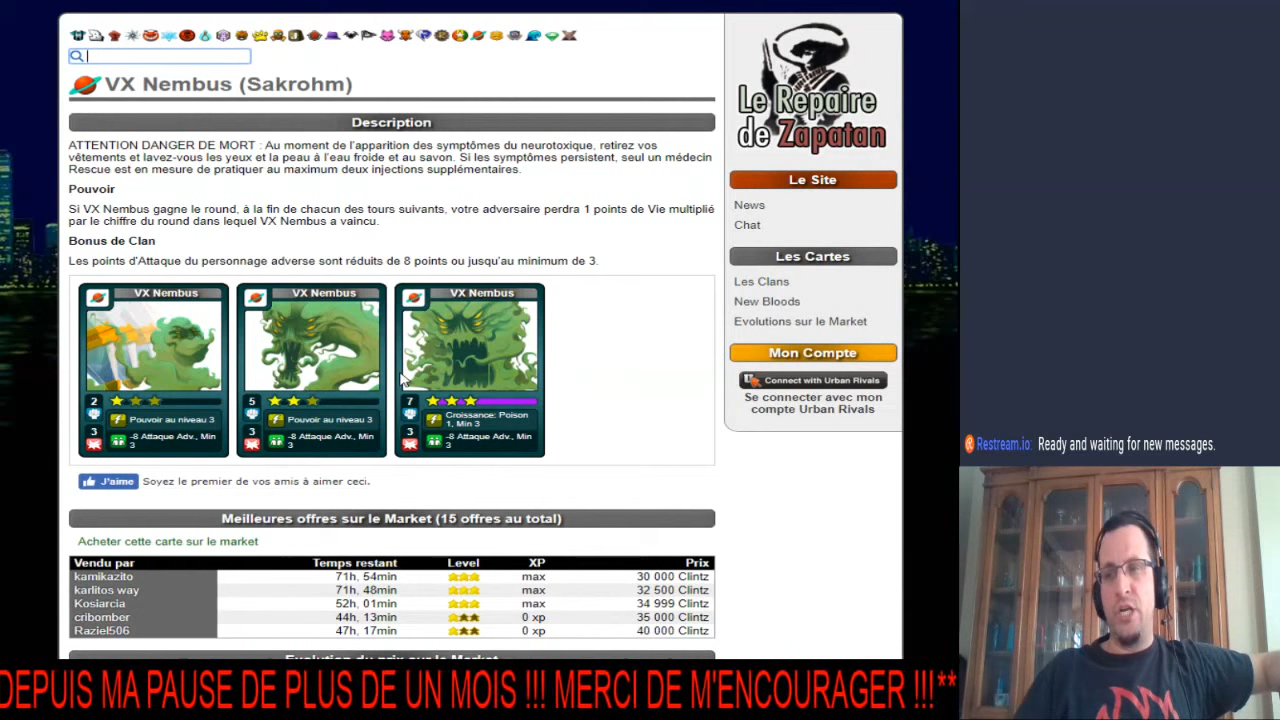 VX Nembus (Sakrohm)
Description
ATTENTION DANGER DE MORT : Au moment de l'apparition des symptômes du neurotoxique, retirez vos
vêtements et lavez-vous les yeux et la peau à l'eau froide et au savon. Si les symptômes persistent, seul un médecin
Rescue est en mesure de pratiquer au maximum deux injections supplémentaires.
Pouvoir
Si VX Nembus gagne le round, à la fin de chacun des tours suivants, votre adversaire perdra 1 points de Vie multiplié
par le chiffre du round dans lequel VX Nembus a vaincu.
Bonus de Clan
Les points d'Attaque du personnage adverse sont réduits de 8 points ou jusqu'au minimum de 3.
VX Nembus
2
Pouvoir au niveau 3
3
-8 Attaque Adv., Min
3
VX Nembus
5
Pouvoir au niveau 3
3
-8 Attaque Adv., Min
3
VX Nembus
7
Croissance: Poison
1, Min 3
3
-8 Attaque Adv., Min
3
J'aime Soyez le premier de vos amis à aimer ceci.
Meilleures offres sur le Market (15 offres au total)
Acheter cette carte sur le market
Vendu par Temps restant Level XP Prix
kamikazito 71h, 54min max 30 000 Clintz
karlitos way 71h, 48min max 32 500 Clintz
Kosiarcia 52h, 01min max 34 999 Clintz
cribomber 44h, 13min 0 xp 35 000 Clintz
Raziel506 47h, 17min 0 xp 40 000 Clintz
Evolution du prix sur le Market
Le Repaire
de Zapatan
Le Site
News
Chat
Les Cartes
Les Clans
New Bloods
Evolutions sur le Market
Mon Compte
Connect with Urban Rivals
Se connecter avec mon
compte Urban Rivals
Restream.io: Ready and waiting for new messages.
DEPUIS MA PAUSE DE PLUS DE UN MOIS !!! MERCI DE M'ENCOURAGER !!!**